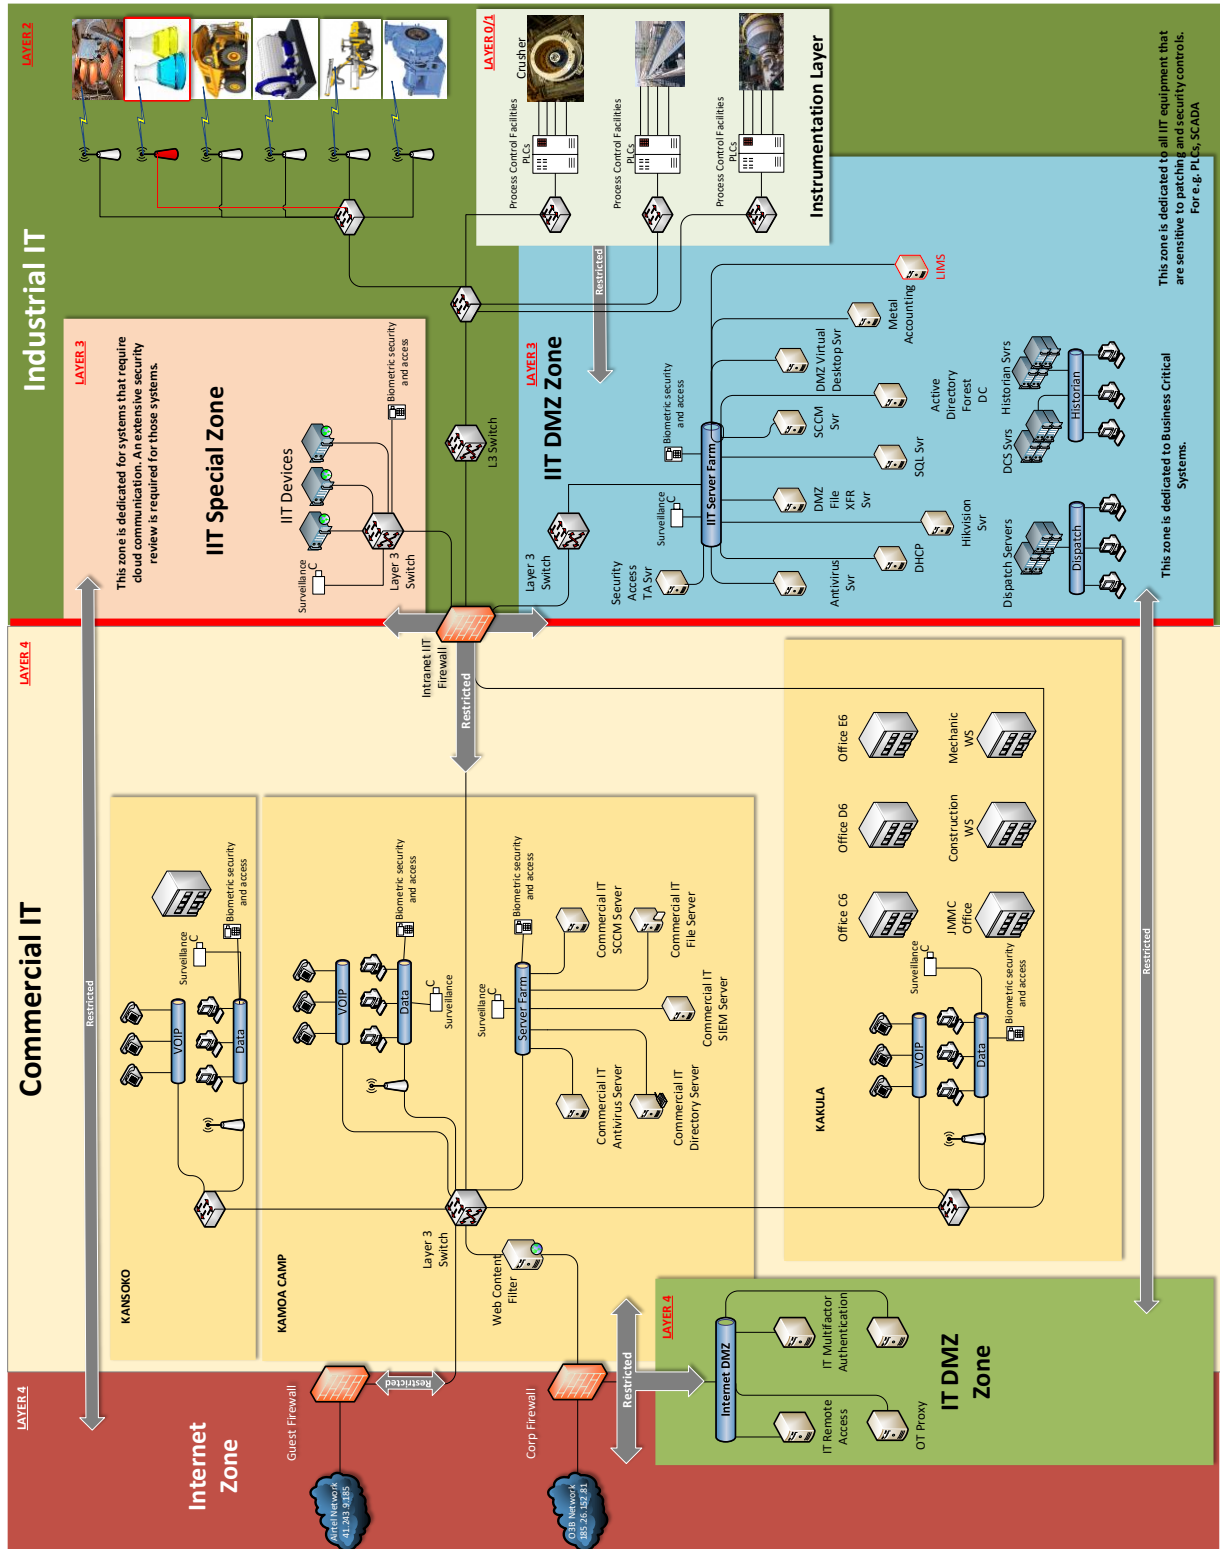 Internet
Zone
LAYER 4
Airtel Network
41.243.9.185
Guest Firewall
Restricted
O3B Network
185.26.152.81
Corp Firewall
Restricted
LAYER 4
Internet DMZ
IT Remote
Access
OT Proxy
IT Multifactor
Authentication
IT DMZ
Zone
Commercial IT
LAYER 4
Restricted
KANSOKO
VOIP
Data
Surveillance
C
Biometric security
and access
KAMOA CAMP
Layer 3
Switch
Web Content
Filter
VOIP
Data
C
Surveillance
Biometric security
and access
Server Farm
Surveillance
C
Biometric security
and access
Commercial IT
Antivirus Server
Commercial IT
Directory Server
Commercial IT
SIEM Server
Commercial IT
SCCM Server
Commercial IT
File Server
KAKULA
VOIP
Data
Surveillance
C
Biometric security
and access
Office C6
Office D6
Office E6
JMMC
Office
Construction
WS
Mechanic
WS
Restricted
Intranet IIT
Firewall
Restricted
Industrial IT
LAYER 2
LAYER 3
This zone is dedicated for systems that require
cloud communication. An extensive security
review is required for those systems.
IIT Special Zone
IIT Devices
Surveillance
C
Layer 3
Switch
Biometric security
and access
L3 Switch
LAYER 3
IIT DMZ Zone
Restricted
Layer 3
Switch
Surveillance
C
Biometric security
and access
IIT Server Farm
Security
Access
TA Svr
Antivirus
Svr
DHCP
DMZ
File
XFR
Svr
Hikvision
Svr
SQL Svr
SCCM
Svr
Active
Directory
Forest
DC
DMZ Virtual
Desktop Svr
Metal
Accounting
LIMS
Dispatch Servers
Dispatch
DCS Svrs
Historian Svrs
Historian
This zone is dedicated to Business Critical
Systems.
This zone is dedicated to all IIT equipment that
are sensitive to patching and security controls.
For e.g. PLCs, SCADA
LAYER 0/1
Crusher
Process Control Facilities
PLCs
Process Control Facilities
PLCs
Process Control Facilities
PLCs
Instrumentation Layer